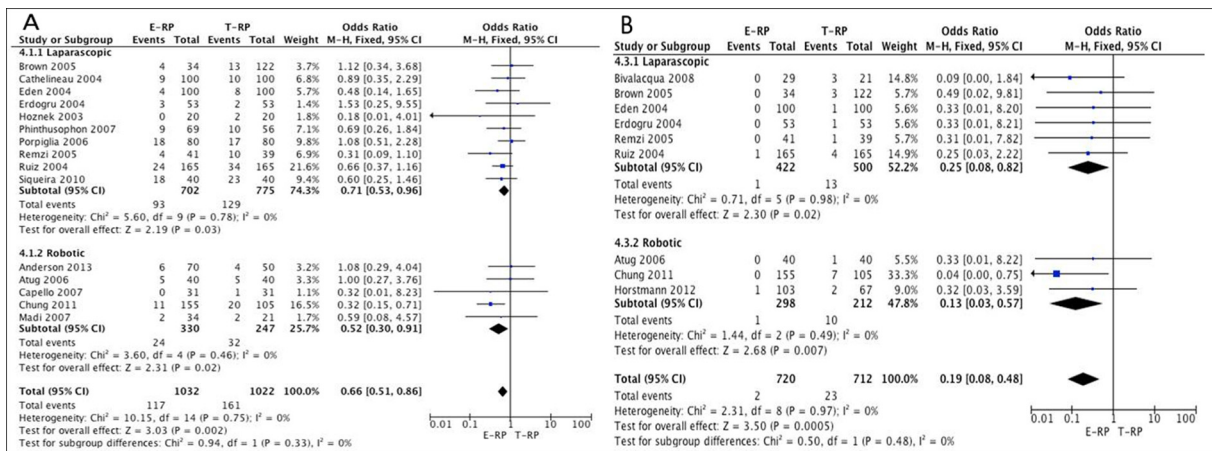 A
E-RP T-RP Odds Ratio Odds Ratio
Study or Subgroup Events Total Events Total Weight M-H, Fixed, 95% CI M-H, Fixed, 95% CI
4.1.1 Laparascopic
Brown 2005 4 34 13 122 3.7% 1.12 [0.34, 3.68]
Cathelineau 2004 9 100 10 100 6.8% 0.89 [0.35, 2.29]
Eden 2004 4 100 8 100 5.7% 0.48 [0.14, 1.65]
Erdogru 2004 3 53 2 53 1.4% 1.53 [0.25, 9.55]
Hoznek 2003 0 20 2 20 1.8% 0.18 [0.01, 4.01]
Phinthusophon 2007 9 69 10 56 7.1% 0.69 [0.26, 1.84]
Porpiglia 2006 18 80 17 80 9.8% 1.08 [0.51, 2.28]
Remzi 2005 4 41 10 39 6.8% 0.31 [0.09, 1.10]
Ruiz 2004 24 165 34 165 21.6% 0.66 [0.37, 1.16]
Siqueira 2010 18 40 23 40 9.4% 0.60 [0.25, 1.46]
Subtotal (95% CI) 702 775 74.3% 0.71 [0.53, 0.96]
Total events 93 129
Heterogeneity: Chi² = 5.60, df = 9 (P = 0.78); I² = 0%
Test for overall effect: Z = 2.19 (P = 0.03)
4.1.2 Robotic
Anderson 2013 6 70 4 50 3.2% 1.08 [0.29, 4.04]
Atug 2006 5 40 5 40 3.2% 1.00 [0.27, 3.76]
Capello 2007 0 31 1 31 1.1% 0.32 [0.01, 8.23]
Chung 2011 11 155 20 105 16.5% 0.32 [0.15, 0.71]
Madi 2007 2 34 2 21 1.7% 0.59 [0.08, 4.57]
Subtotal (95% CI) 330 247 25.7% 0.52 [0.30, 0.91]
Total events 24 32
Heterogeneity: Chi² = 3.60, df = 4 (P = 0.46); I² = 0%
Test for overall effect: Z = 2.31 (P = 0.02)
Total (95% CI) 1032 1022 100.0% 0.66 [0.51, 0.86]
Total events 117 161
Heterogeneity: Chi² = 10.15, df = 14 (P = 0.75); I² = 0%
Test for overall effect: Z = 3.03 (P = 0.002)
Test for subgroup differences: Chi² = 0.94, df = 1 (P = 0.33), I² = 0%
0.01 0.1 1 10 100
E-RP T-RP
B
E-RP T-RP Odds Ratio Odds Ratio
Study or Subgroup Events Total Events Total Weight M-H, Fixed, 95% CI M-H, Fixed, 95% CI
4.3.1 Laparascopic
Bivalacqua 2008 0 29 3 21 14.8% 0.09 [0.00, 1.84]
Brown 2005 0 34 3 122 5.7% 0.49 [0.02, 9.81]
Eden 2004 0 100 1 100 5.6% 0.33 [0.01, 8.20]
Erdogru 2004 0 53 1 53 5.6% 0.33 [0.01, 8.21]
Remzi 2005 0 41 1 39 5.7% 0.31 [0.01, 7.82]
Ruiz 2004 1 165 4 165 14.9% 0.25 [0.03, 2.22]
Subtotal (95% CI) 422 500 52.2% 0.25 [0.08, 0.82]
Total events 1 13
Heterogeneity: Chi² = 0.71, df = 5 (P = 0.98); I² = 0%
Test for overall effect: Z = 2.30 (P = 0.02)
4.3.2 Robotic
Atug 2006 0 40 1 40 5.5% 0.33 [0.01, 8.22]
Chung 2011 0 155 7 105 33.3% 0.04 [0.00, 0.75]
Horstmann 2012 1 103 2 67 9.0% 0.32 [0.03, 3.59]
Subtotal (95% CI) 298 212 47.8% 0.13 [0.03, 0.57]
Total events 1 10
Heterogeneity: Chi² = 1.44, df = 2 (P = 0.49); I² = 0%
Test for overall effect: Z = 2.68 (P = 0.007)
Total (95% CI) 720 712 100.0% 0.19 [0.08, 0.48]
Total events 2 23
Heterogeneity: Chi² = 2.31, df = 8 (P = 0.97); I² = 0%
Test for overall effect: Z = 3.50 (P = 0.0005)
Test for subgroup differences: Chi² = 0.50, df = 1 (P = 0.48), I² = 0%
0.01 0.1 1 10 100
E-RP T-RP